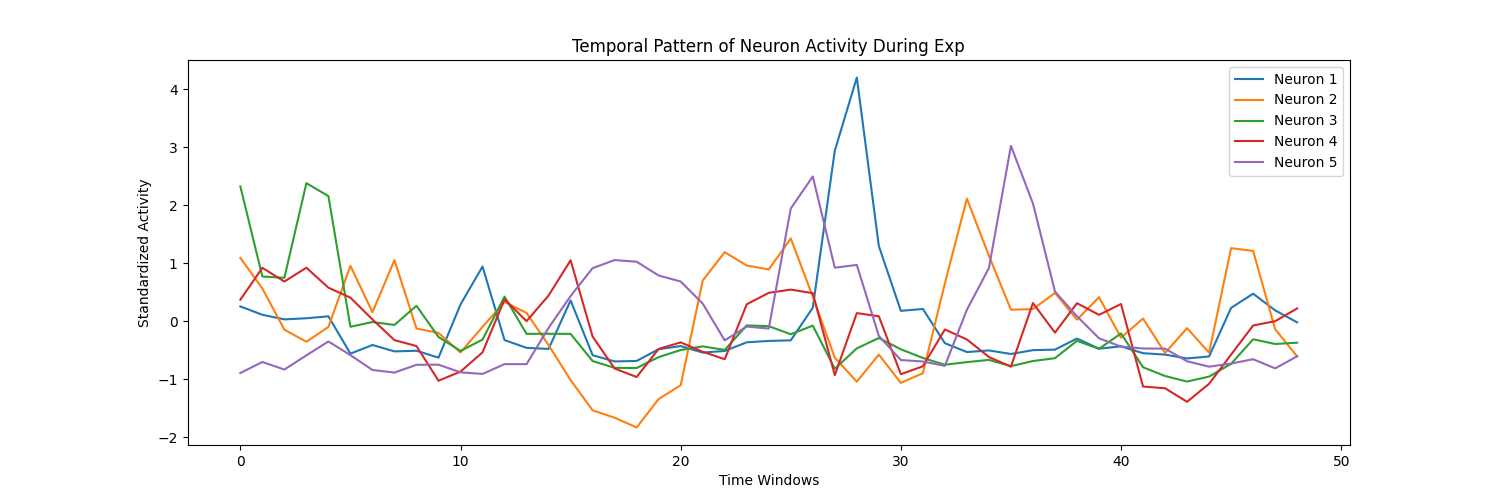 Temporal Pattern of Neuron Activity During Exp
Neuron 1
Neuron 2
Neuron 3
Neuron 4
Neuron 5
Standardized Activity
4
3
2
1
0
−1
−2
0 10 20 30 40 50
Time Windows